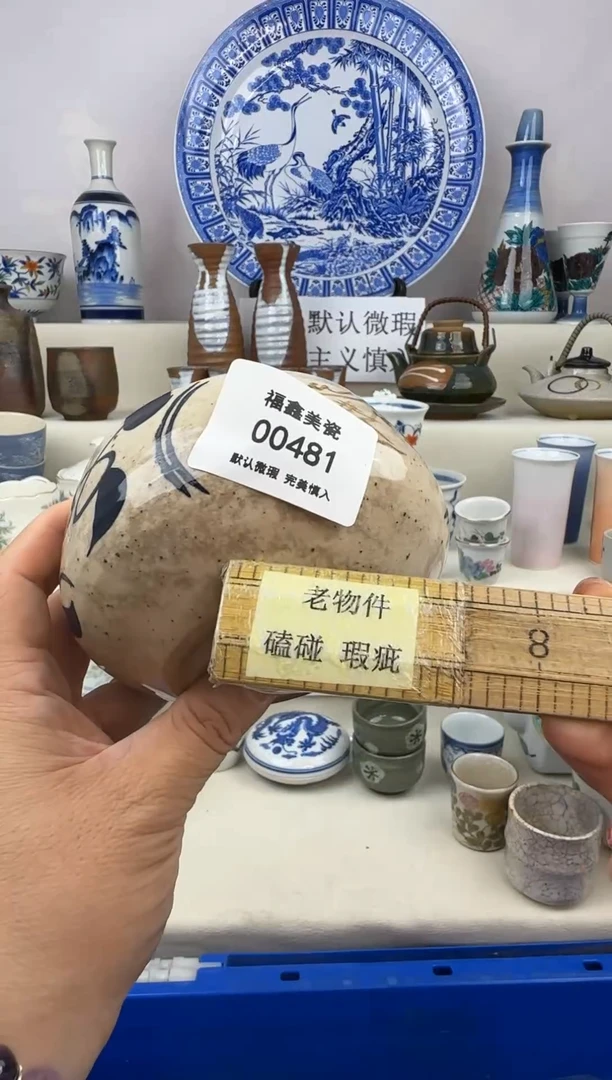 默认微瑕
主义慎
福鑫美瓷
00481
默认微瑕 完美慎入
老物件
磕碰 瑕疵
8